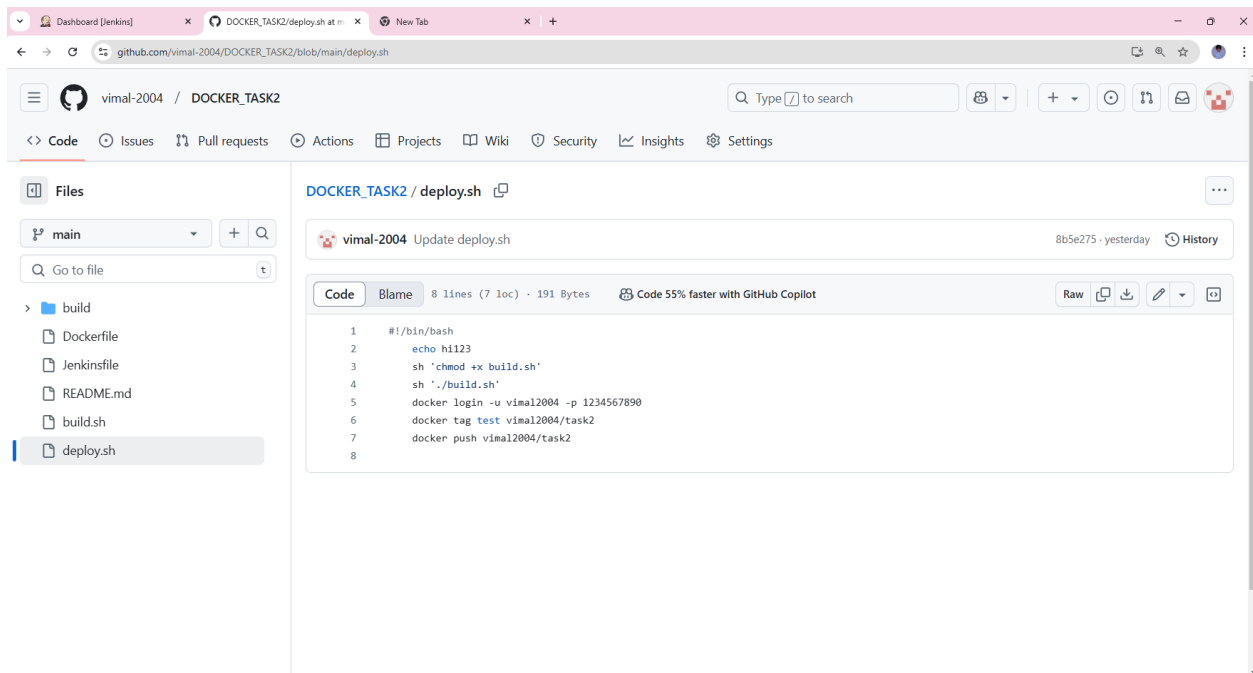 Dashboard [Jenkins]
DOCKER_TASK2/deploy.sh at m
New Tab
github.com/vimal-2004/DOCKER_TASK2/blob/main/deploy.sh
vimal-2004 / DOCKER_TASK2
Type / to search
Code
Issues
Pull requests
Actions
Projects
Wiki
Security
Insights
Settings
Files
DOCKER_TASK2 / deploy.sh
main
vimal-2004 Update deploy.sh
8b5e275 · yesterday
History
Go to file
t
Code
Blame
8 lines (7 loc) · 191 Bytes
Code 55% faster with GitHub Copilot
Raw
build
Dockerfile
Jenkinsfile
README.md
build.sh
deploy.sh
1 #!/bin/bash
2 echo hi123
3 sh 'chmod +x build.sh'
4 sh './build.sh'
5 docker login -u vimal2004 -p 1234567890
6 docker tag test vimal2004/task2
7 docker push vimal2004/task2
8